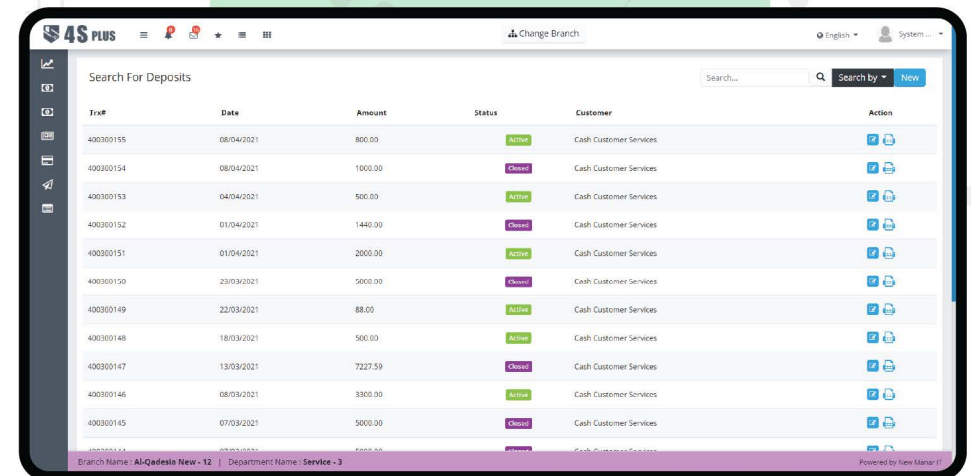 4S PLUS 8 16 Change Branch English System ...
Search For Deposits Search... Search by New
Trx# Date Amount Status Customer Action
400300155 08/04/2021 800.00 Active Cash Customer Services
400300154 08/04/2021 1000.00 Closed Cash Customer Services
400300153 04/04/2021 500.00 Active Cash Customer Services
400300152 01/04/2021 1440.00 Closed Cash Customer Services
400300151 01/04/2021 2000.00 Active Cash Customer Services
400300150 23/03/2021 5000.00 Closed Cash Customer Services
400300149 22/03/2021 88.00 Active Cash Customer Services
400300148 18/03/2021 500.00 Active Cash Customer Services
400300147 13/03/2021 7227.59 Closed Cash Customer Services
400300146 08/03/2021 3300.00 Active Cash Customer Services
400300145 07/03/2021 5000.00 Closed Cash Customer Services
Branch Name : Al-Qadesia New - 12 | Department Name : Service - 3 Powered by New Manar IT